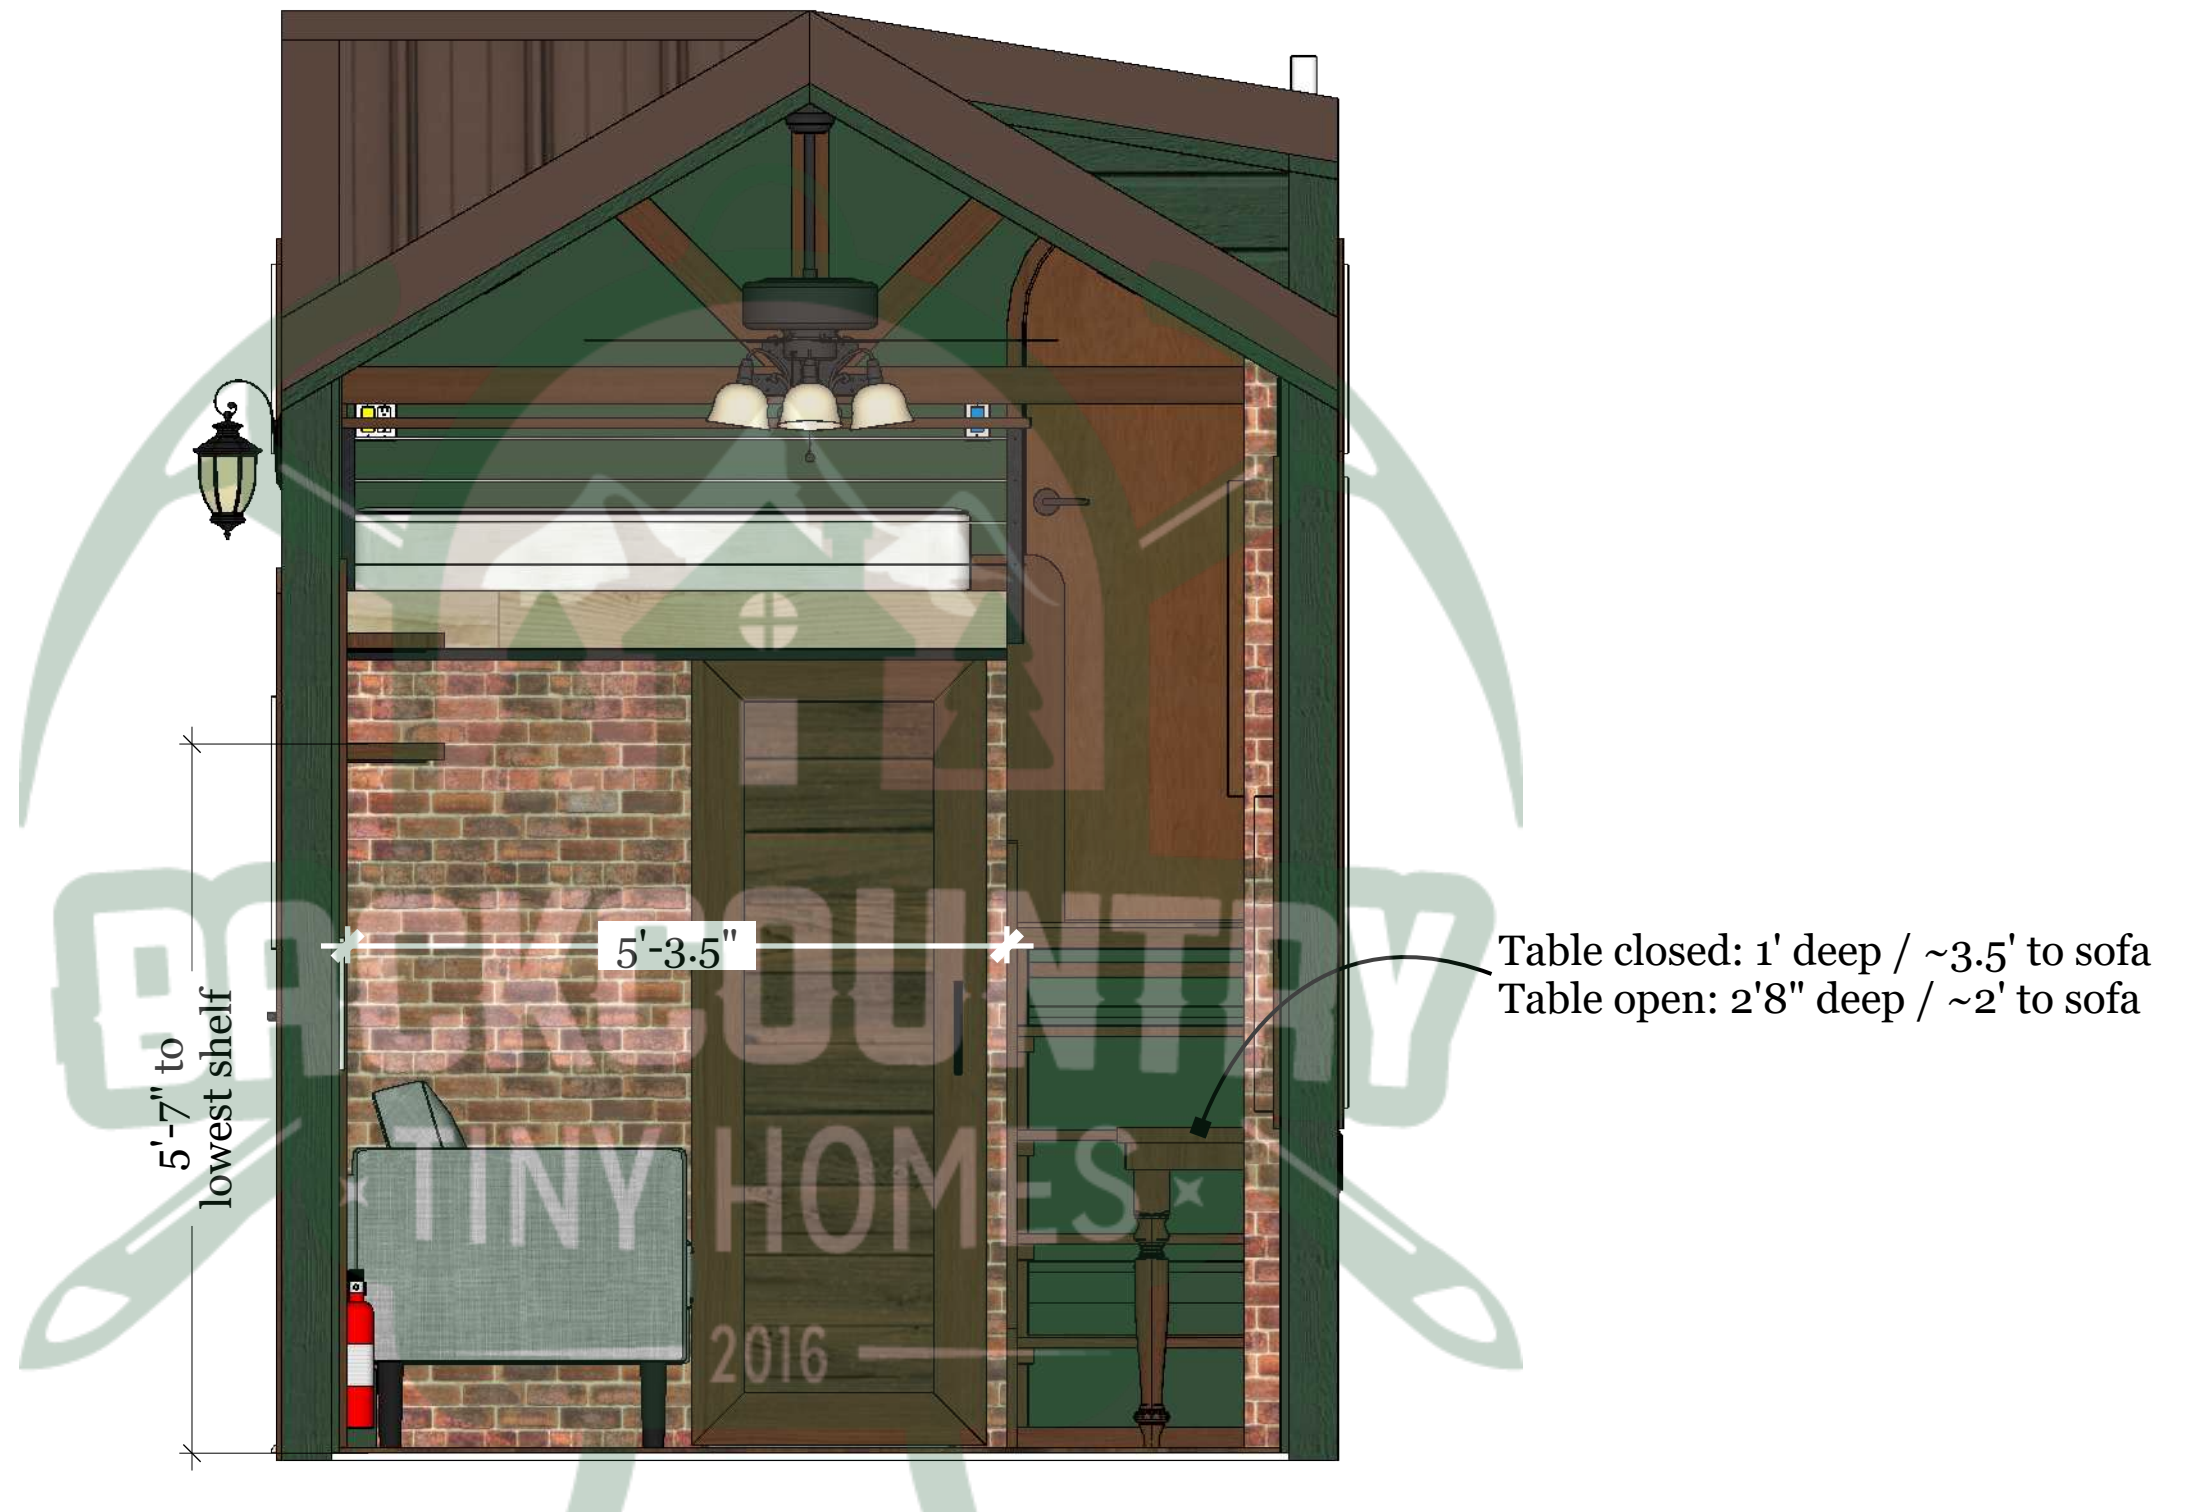 BACKCOUNTRY
5'-3.5"
Table closed: 1' deep / ~3.5' to sofa
Table open: 2'8" deep / ~2' to sofa
5'-7" to
lowest shelf
TINY HOMES
2016